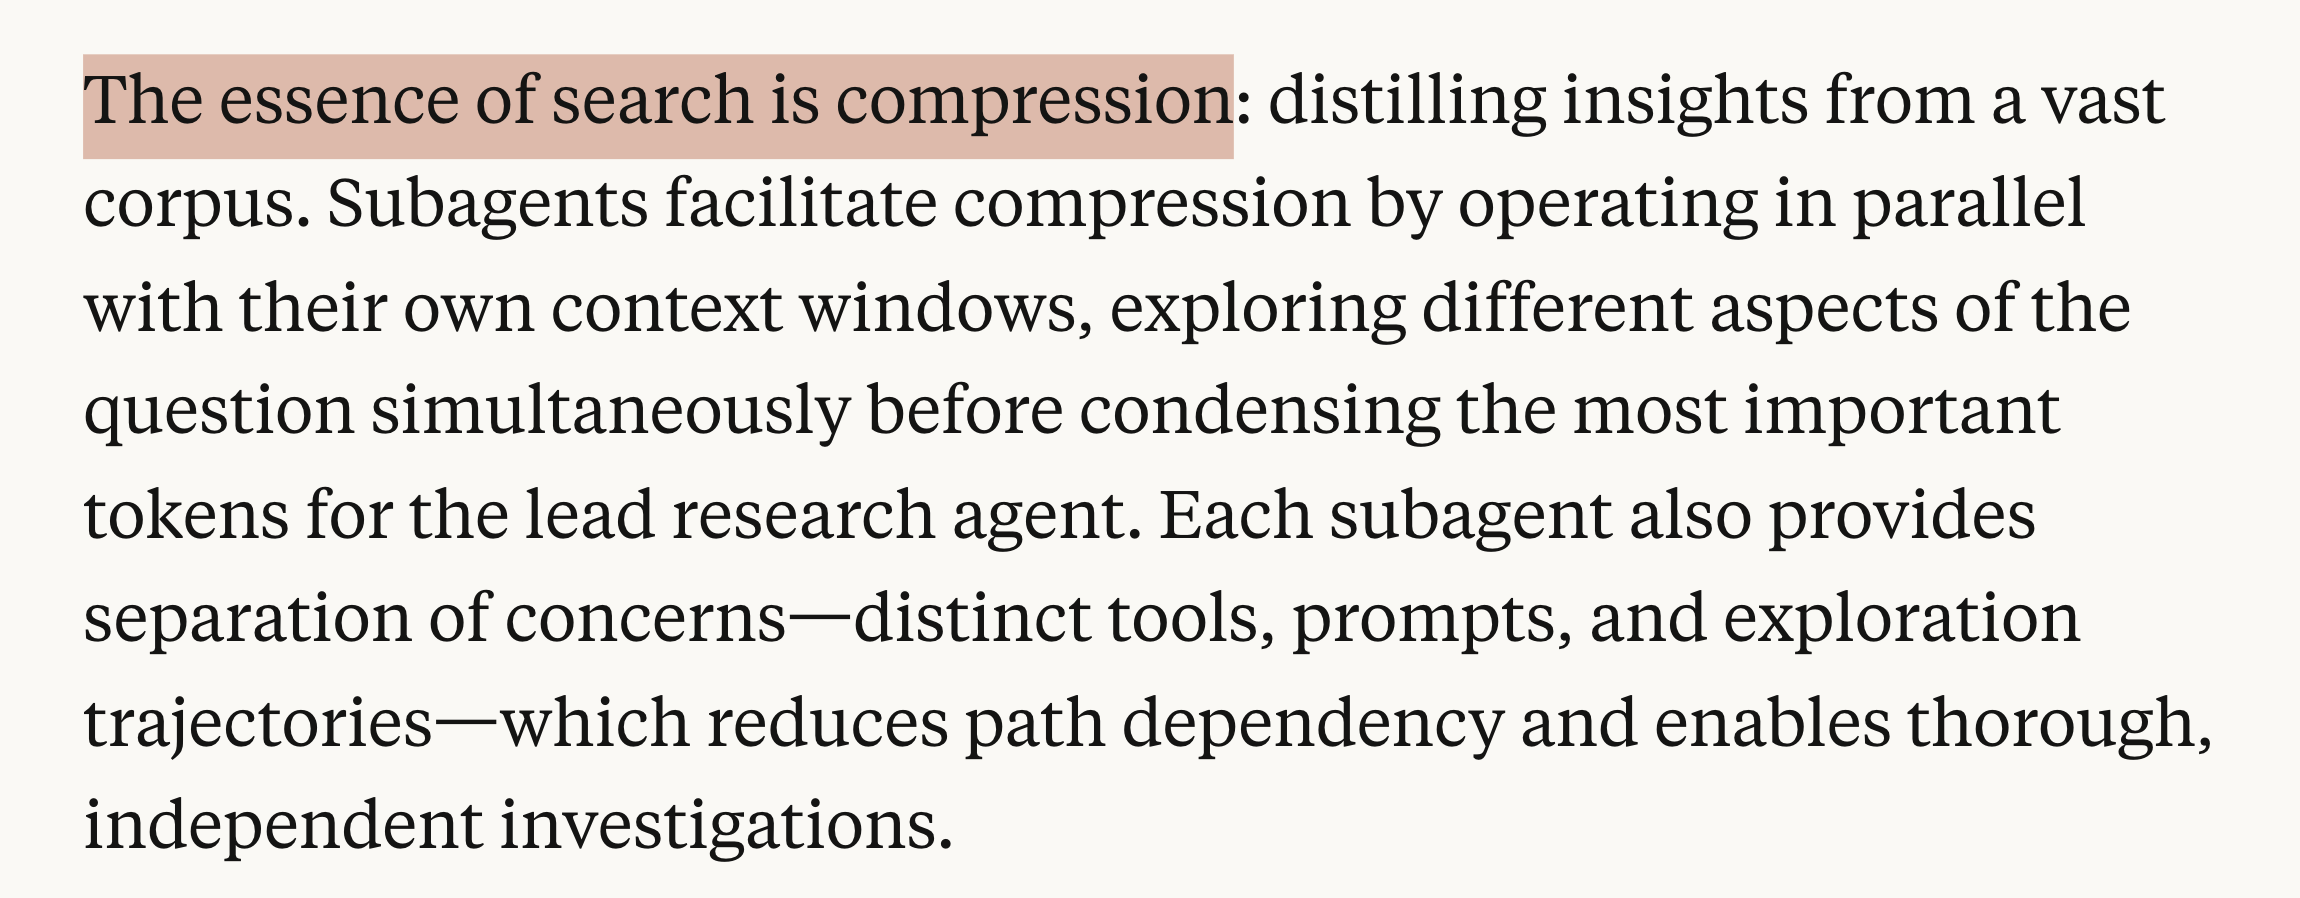 The essence of search is compression: distilling insights from a vast
corpus. Subagents facilitate compression by operating in parallel
with their own context windows, exploring different aspects of the
question simultaneously before condensing the most important
tokens for the lead research agent. Each subagent also provides
separation of concerns—distinct tools, prompts, and exploration
trajectories—which reduces path dependency and enables thorough,
independent investigations.